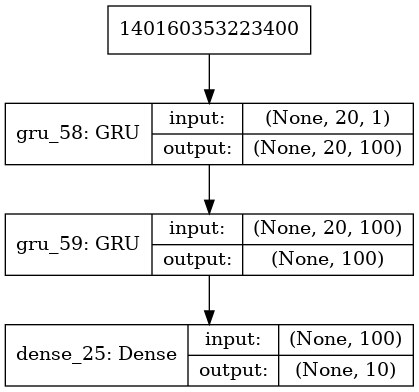 140160353223400
gru_58: GRU
input:
(None, 20, 1)
output:
(None, 20, 100)
gru_59: GRU
input:
(None, 20, 100)
output:
(None, 100)
dense_25: Dense
input:
(None, 100)
output:
(None, 10)